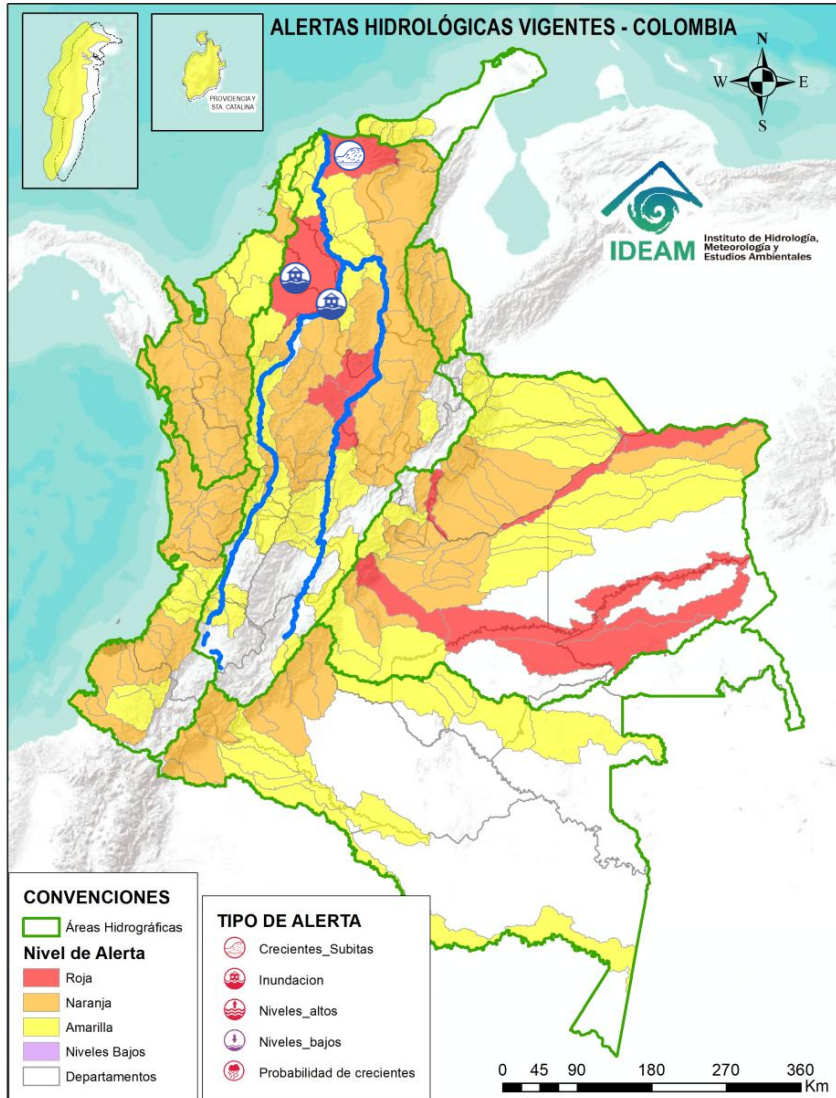 ALERTAS HIDROLÓGICAS VIGENTES - COLOMBIA
PROVIDENCIA Y
STA. CATALINA
N
W
E
S
IDEAM
Instituto de Hidrología,
Meteorología y
Estudios Ambientales
CONVENCIONES
Áreas Hidrográficas
Nivel de Alerta
Roja
Naranja
Amarilla
Niveles Bajos
Departamentos
TIPO DE ALERTA
Crecientes_Subitas
Inundacion
Niveles_altos
Niveles_bajos
Probabilidad de crecientes
0 45 90 180 270 360
Km